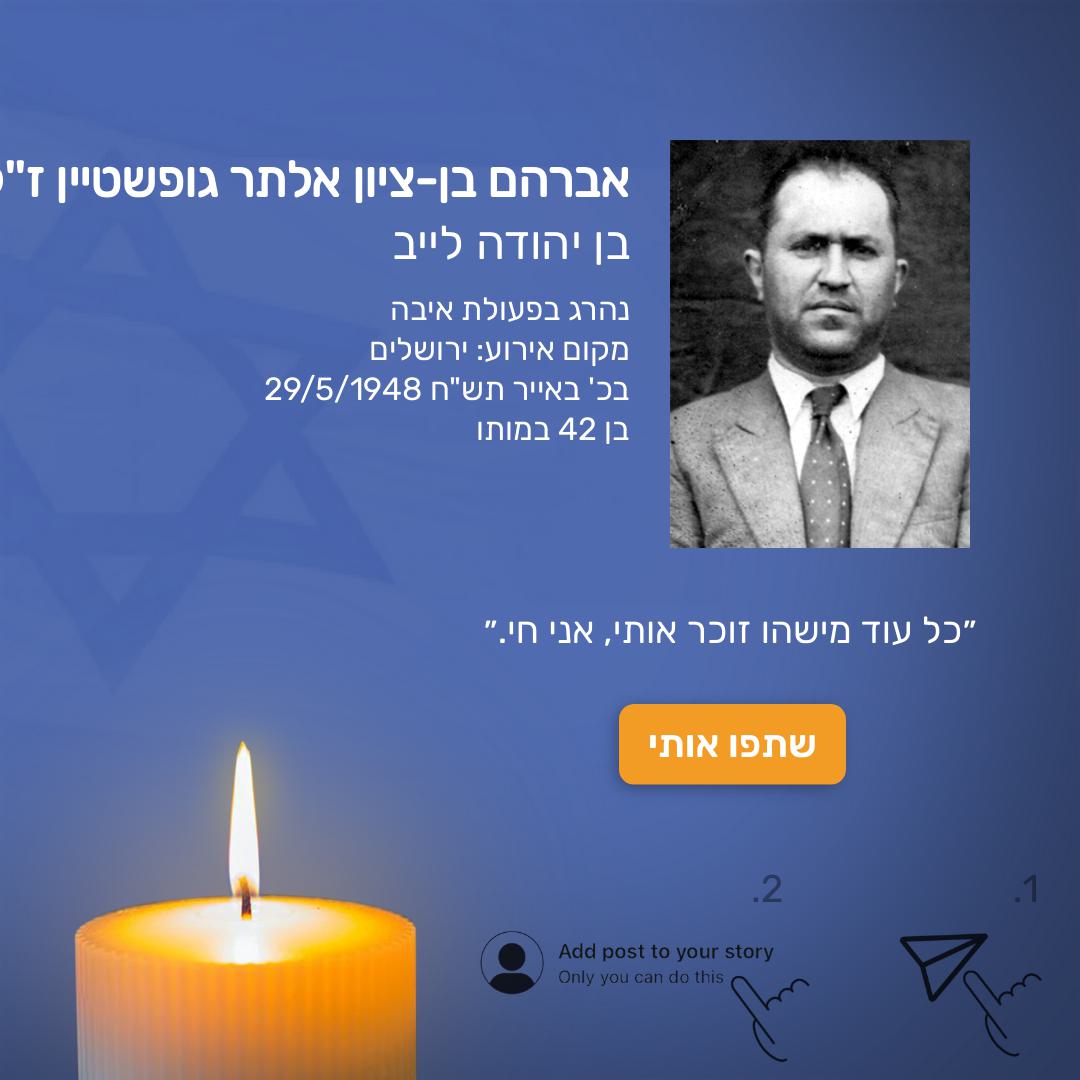 אברהם בן-ציון אלתר גופשטיין
בן יהודה לייב
נהרג בפעולת איבה
מקום אירוע: ירושלים
בכ' באייר תש"ח 29/5/1948
בן 42 במותו
״כל עוד מישהו זוכר אותי, אני חי.״
שתפו אותי
1.
2.
Add post to your story
Only you can do this